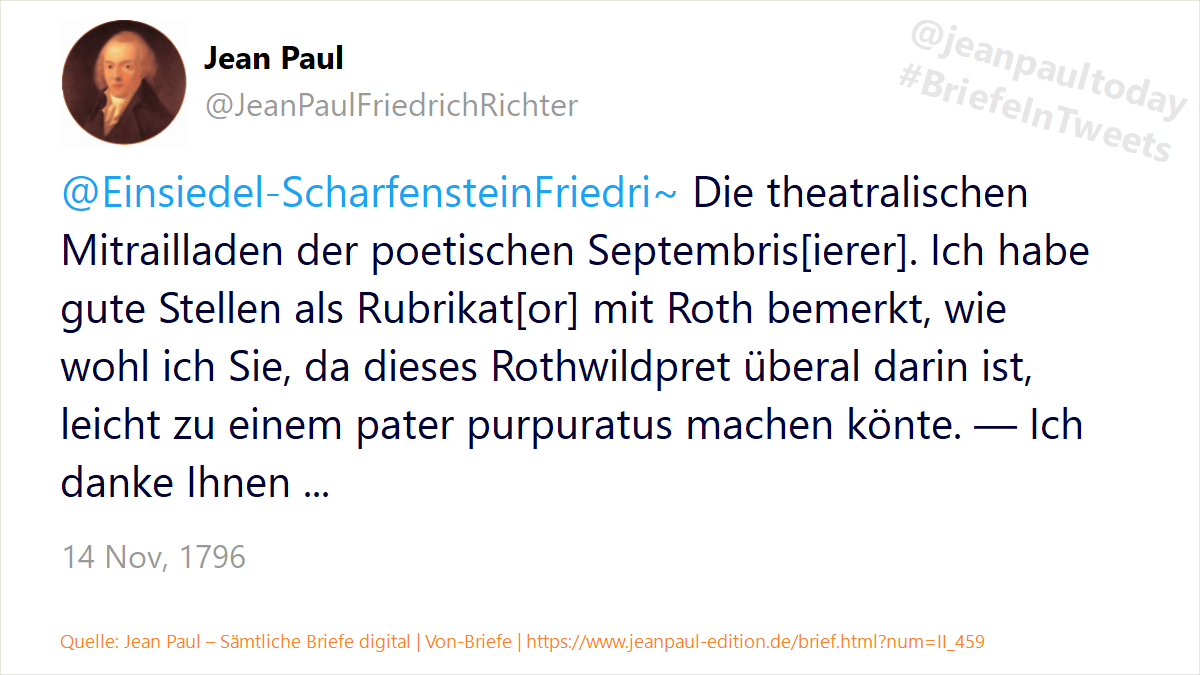 Jean Paul
@JeanPaulFriedrichRichter
@jeanpaultoday
#BriefeInTweets
@Einsiedel-ScharfensteinFriedri~ Die theatralischen
Mitrailladen der poetischen Septembris[ierer]. Ich habe
gute Stellen als Rubrikat[or] mit Roth bemerkt, wie
wohl ich Sie, da dieses Rothwildpret überal darin ist,
leicht zu einem pater purpuratus machen könte. — Ich
danke Ihnen ...
14 Nov, 1796
Quelle: Jean Paul – Sämtliche Briefe digital | Von-Briefe | https://www.jeanpaul-edition.de/brief.html?num=II_459